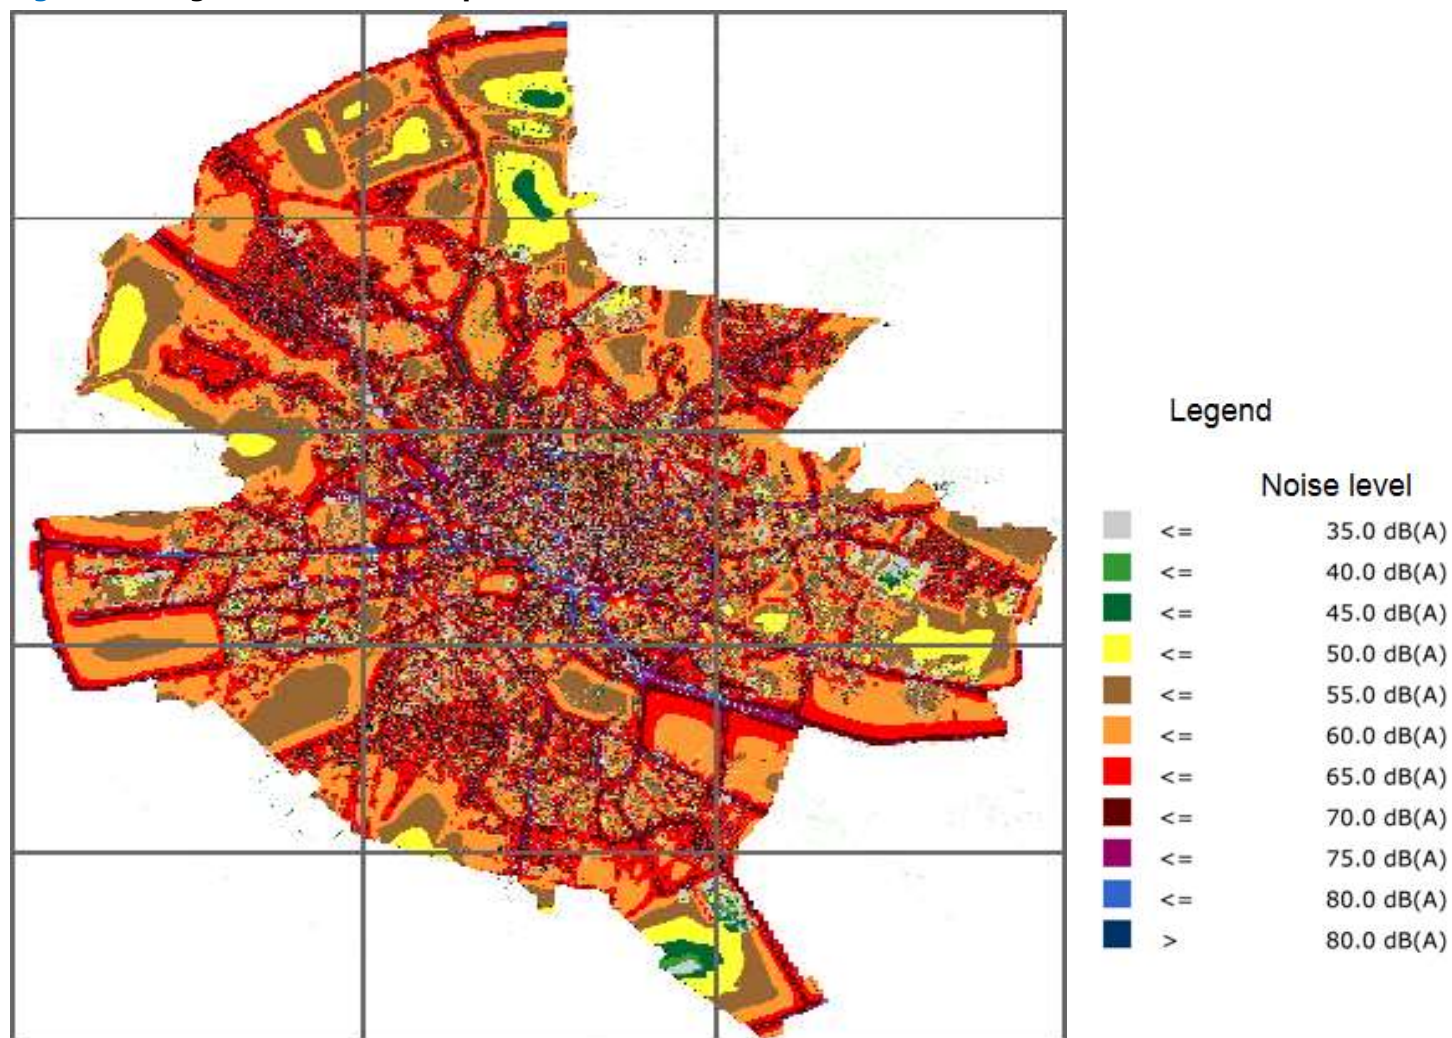 Legend
Noise level
<= 35.0 dB(A)
<= 40.0 dB(A)
<= 45.0 dB(A)
<= 50.0 dB(A)
<= 55.0 dB(A)
<= 60.0 dB(A)
<= 65.0 dB(A)
<= 70.0 dB(A)
<= 75.0 dB(A)
<= 80.0 dB(A)
> 80.0 dB(A)